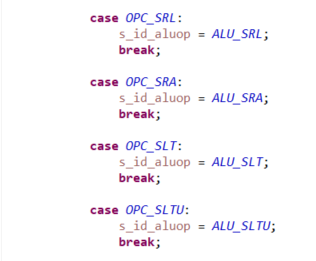 case OPC_SRL:
s_id_aluop = ALU_SRL;
break;
case OPC_SRA:
s_id_aluop = ALU_SRA;
break;
case OPC_SLT:
s_id_aluop = ALU_SLT;
break;
case OPC_SLTU:
s_id_aluop = ALU_SLTU;
break;